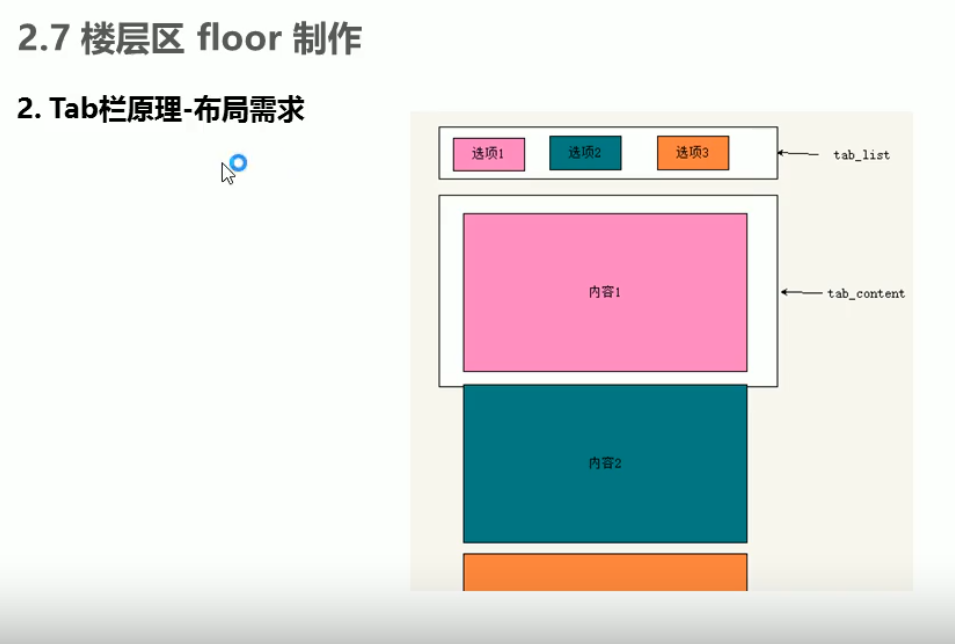 2.7 楼层区 floor 制作
2. Tab栏原理-布局需求
选项1 选项2 选项3
tab_list
内容1
tab_content
内容2